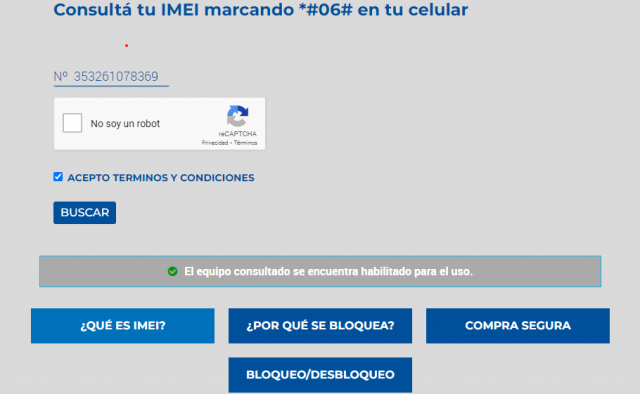 Consultá tu IMEI marcando *#06# en tu celular
Nº 353261078369
No soy un robot
reCAPTCHA
Privacidad - Términos
ACEPTO TERMINOS Y CONDICIONES
BUSCAR
El equipo consultado se encuentra habilitado para el uso.
¿QUÉ ES IMEI?
¿POR QUÉ SE BLOQUEA?
COMPRA SEGURA
BLOQUEO/DESBLOQUEO